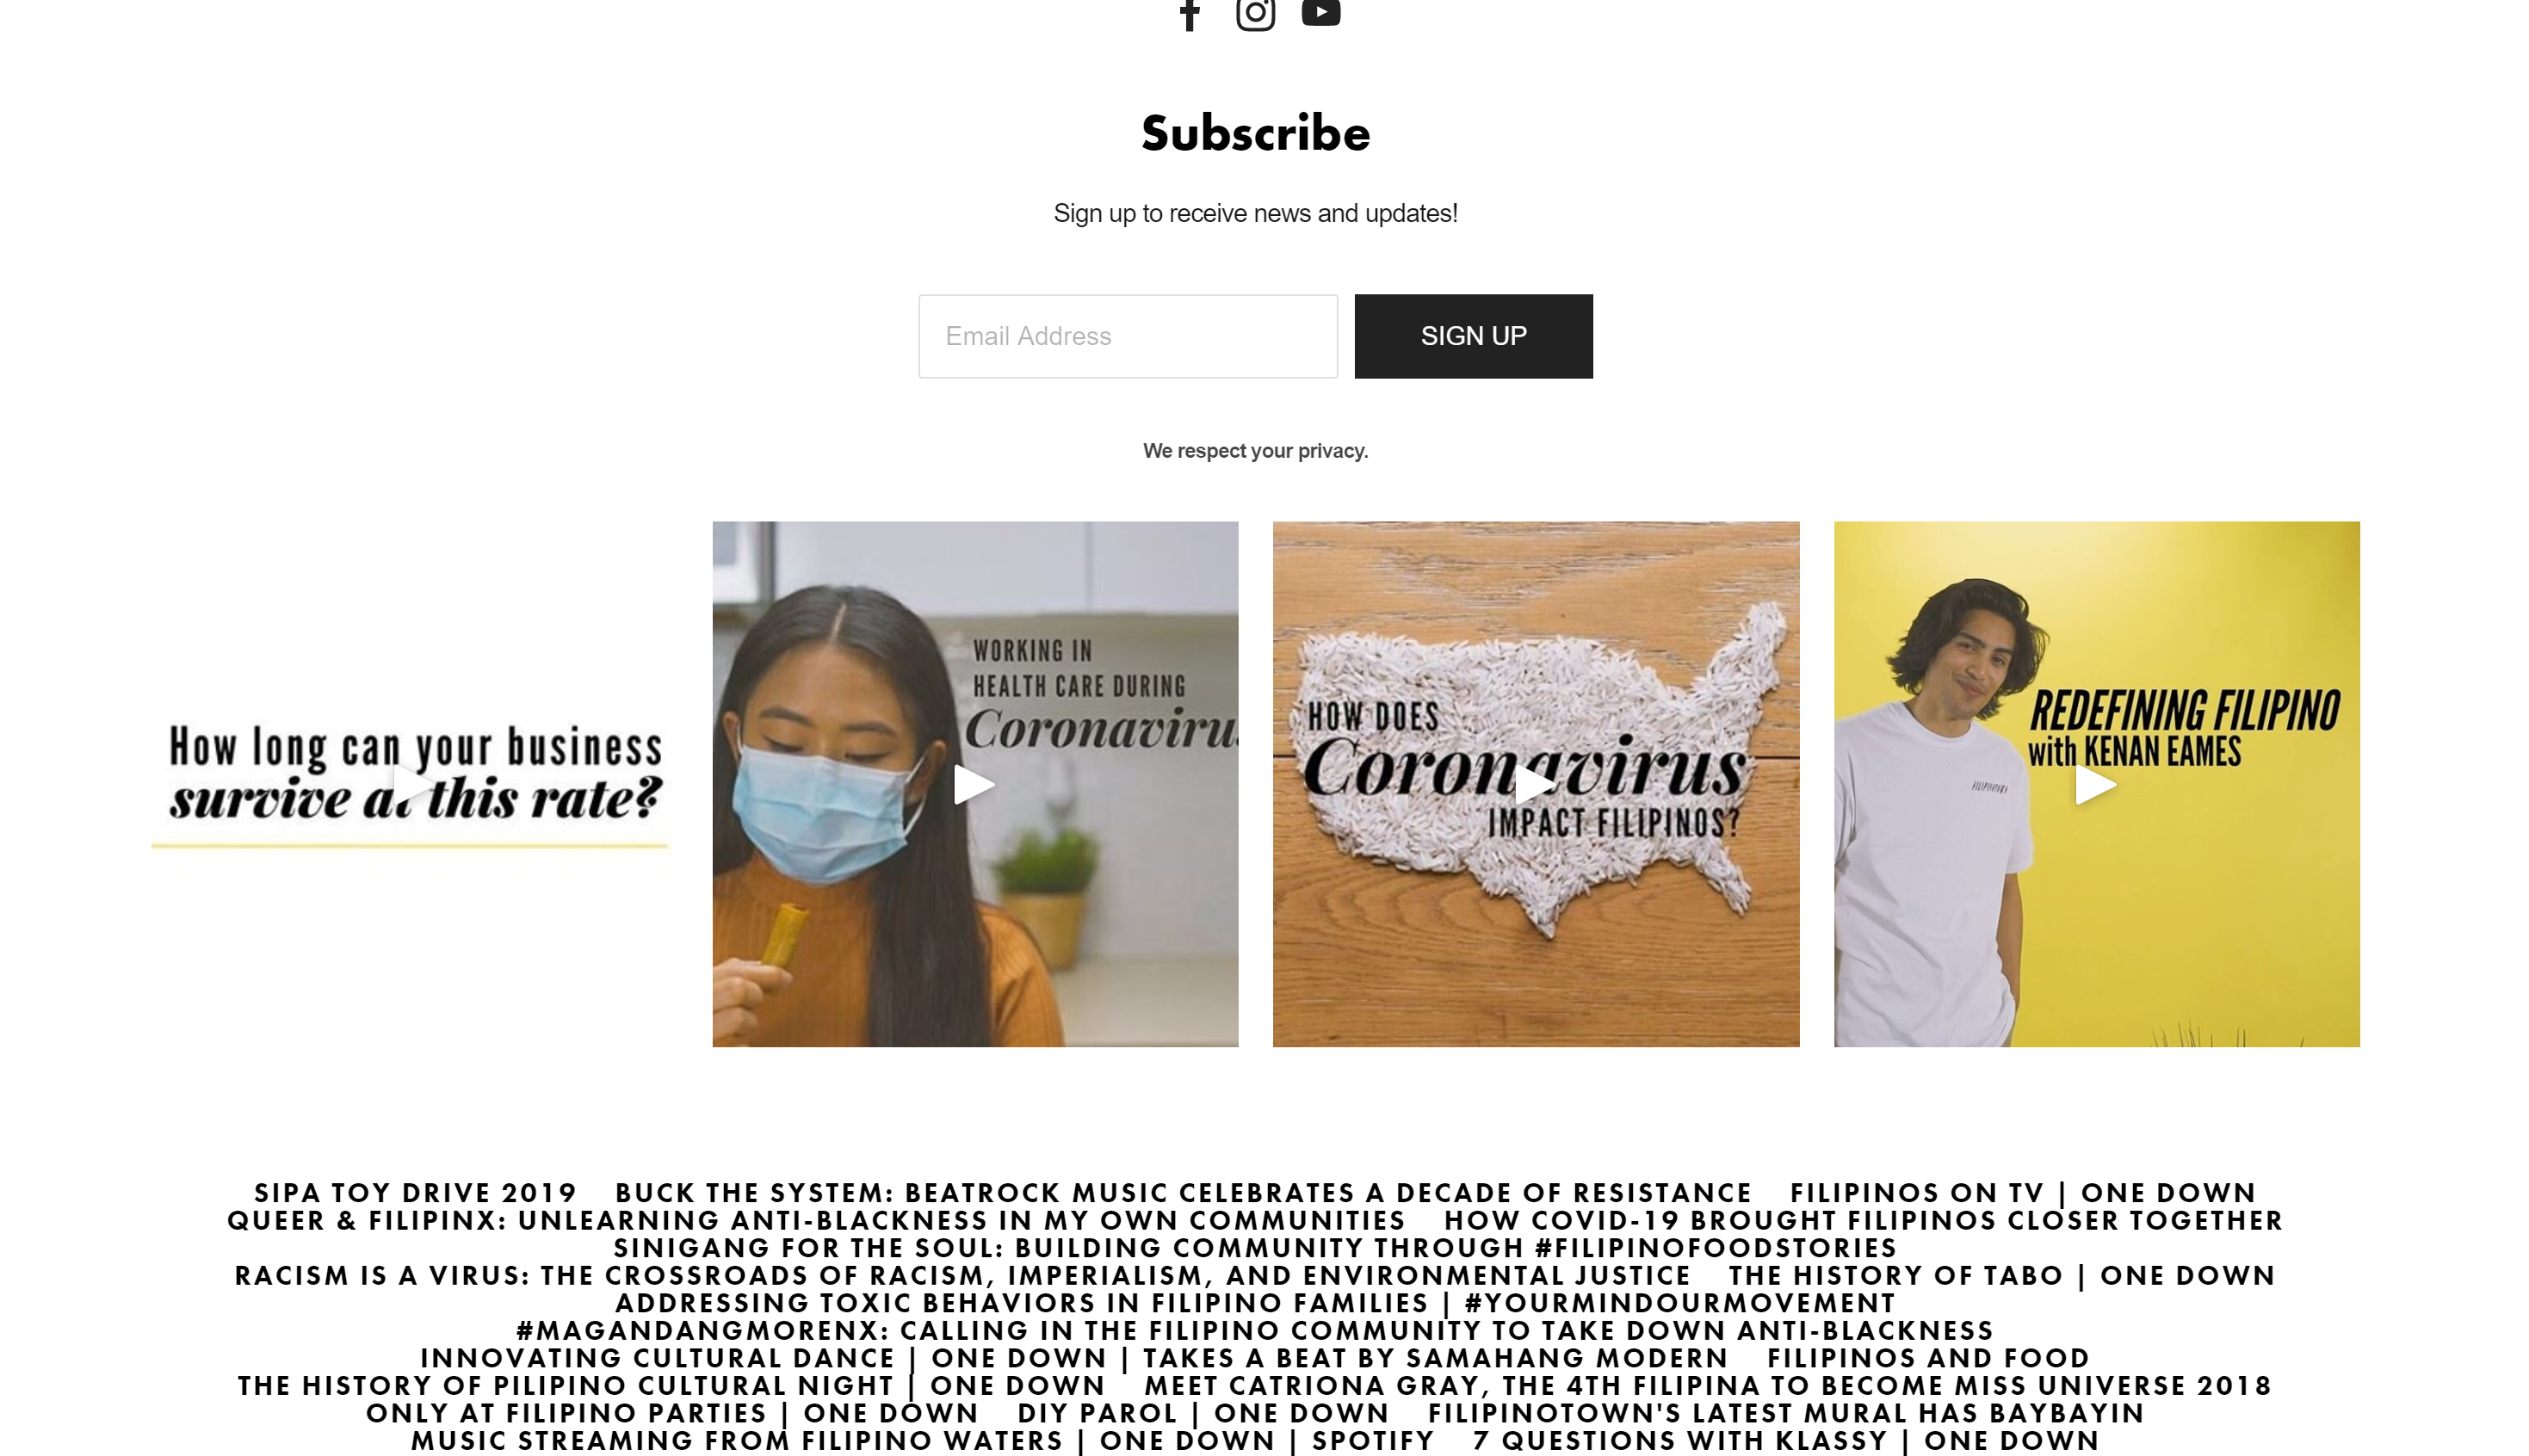 Subscribe
Sign up to receive news and updates!
Email Address
SIGN UP
We respect your privacy.
How long can your business
survive at this rate?
WORKING IN
HEALTH CARE DURING
Coronaviru
HOW DOES
Coronavirus
IMPACT FILIPINOS?
REDEFINING FILIPINO
with KENAN EAMES
SIPA TOY DRIVE 2019 BUCK THE SYSTEM: BEATROCK MUSIC CELEBRATES A DECADE OF RESISTANCE FILIPINOS ON TV | ONE DOWN
QUEER & FILIPINX: UNLEARNING ANTI-BLACKNESS IN MY OWN COMMUNITIES HOW COVID-19 BROUGHT FILIPINOS CLOSER TOGETHER
SINIGANG FOR THE SOUL: BUILDING COMMUNITY THROUGH #FILIPINOFOODSTORIES
RACISM IS A VIRUS: THE CROSSROADS OF RACISM, IMPERIALISM, AND ENVIRONMENTAL JUSTICE THE HISTORY OF TABO | ONE DOWN
ADDRESSING TOXIC BEHAVIORS IN FILIPINO FAMILIES | #YOURMINDOURMOVEMENT
#MAGANDANGMORENX: CALLING IN THE FILIPINO COMMUNITY TO TAKE DOWN ANTI-BLACKNESS
INNOVATING CULTURAL DANCE | ONE DOWN | TAKES A BEAT BY SAMAHANG MODERN FILIPINOS AND FOOD
THE HISTORY OF PILIPINO CULTURAL NIGHT | ONE DOWN MEET CATRIONA GRAY, THE 4TH FILIPINA TO BECOME MISS UNIVERSE 2018
ONLY AT FILIPINO PARTIES | ONE DOWN DIY PAROL | ONE DOWN FILIPINOTOWN'S LATEST MURAL HAS BAYBAYIN
MUSIC STREAMING FROM FILIPINO WATERS | ONE DOWN | SPOTIFY 7 QUESTIONS WITH KLASSY | ONE DOWN